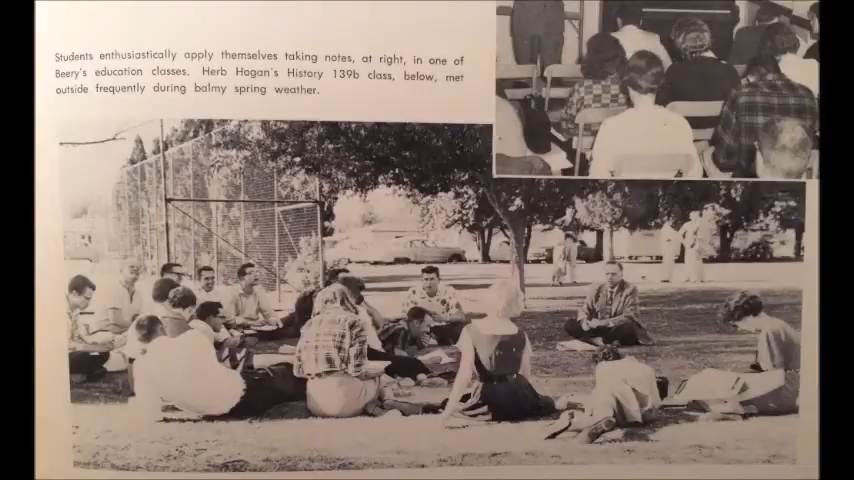 Students enthusiastically apply themselves taking notes, at right, in one of
Beery's education classes. Herb Hogan's History 139b class, below, met
outside frequently during balmy spring weather.